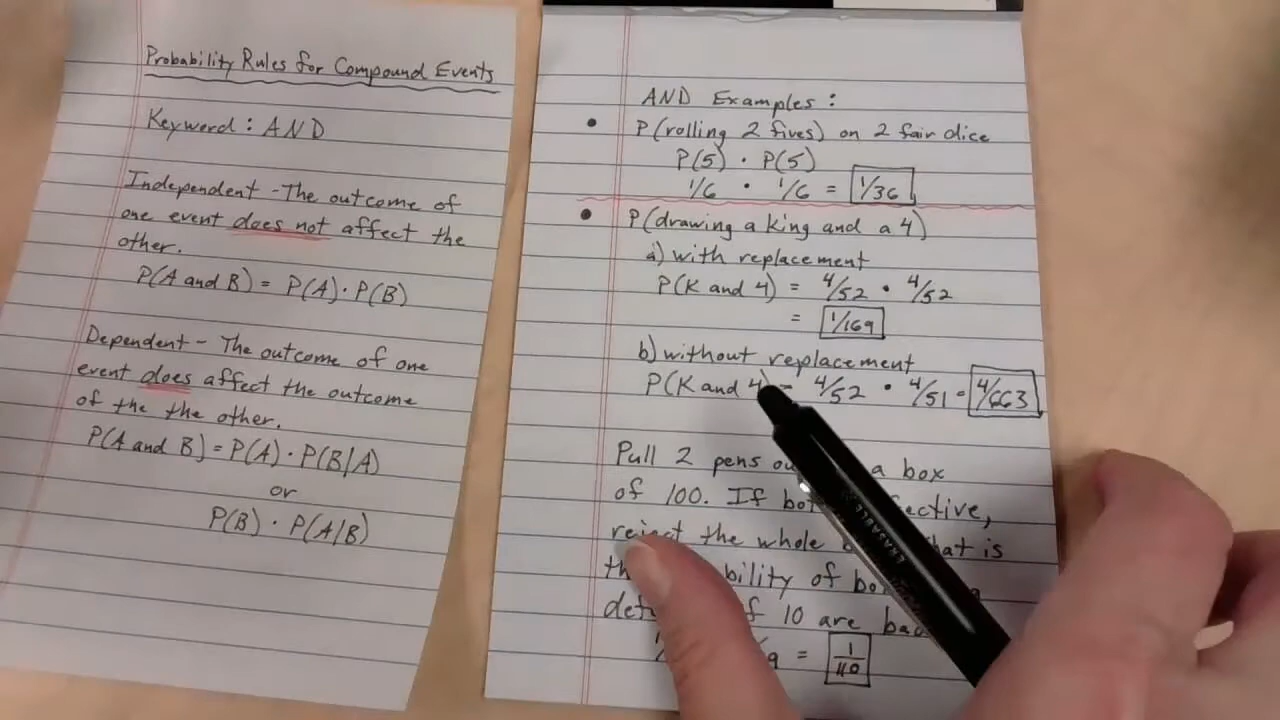 Probability Rules for Compound Events
Keyword: AND
Independent - The outcome of
one event does not affect the
other.
P(A and B) = P(A) · P(B)
Dependent - The outcome of one
event does affect the outcome
of the the other.
P(A and B) = P(A) · P(B|A)
or
P(B) · P(A|B)
AND Examples:
• P(rolling 2 fives) on 2 fair dice
P(5) · P(5)
1/6 · 1/6 = 1/36
• P(drawing a king and a 4)
a) with replacement
P(K and 4) = 4/52 · 4/52
= 1/169
b) without replacement
P(K and 4) = 4/52 · 4/51 = 4/663
Pull 2 pens a box
of 100. If
reject the whole
of
10 are
= 1/110
ERASABLE